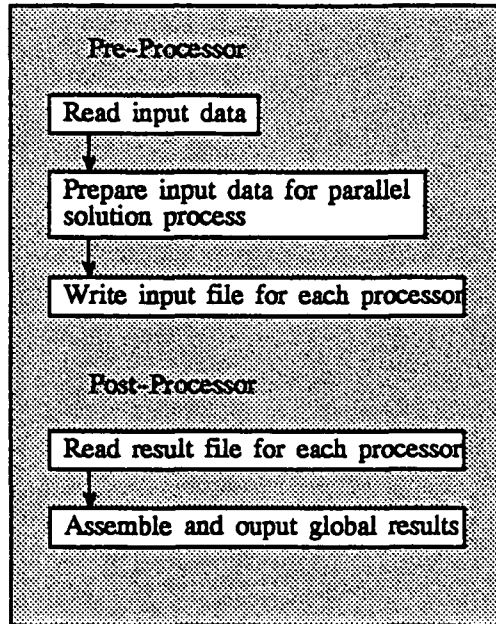 Pre-Processor
Read input data
Prepare input data for parallel
solution process
Write input file for each processor
Post-Processor
Read result file for each processor
Assemble and ouput global results